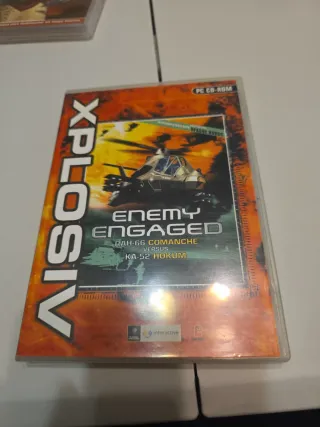 PC CD-ROM
XPLOSIV
ENEMY
ENGAGED
RAH-66 COMANCHE
VERSUS
KA-52 HOKUM